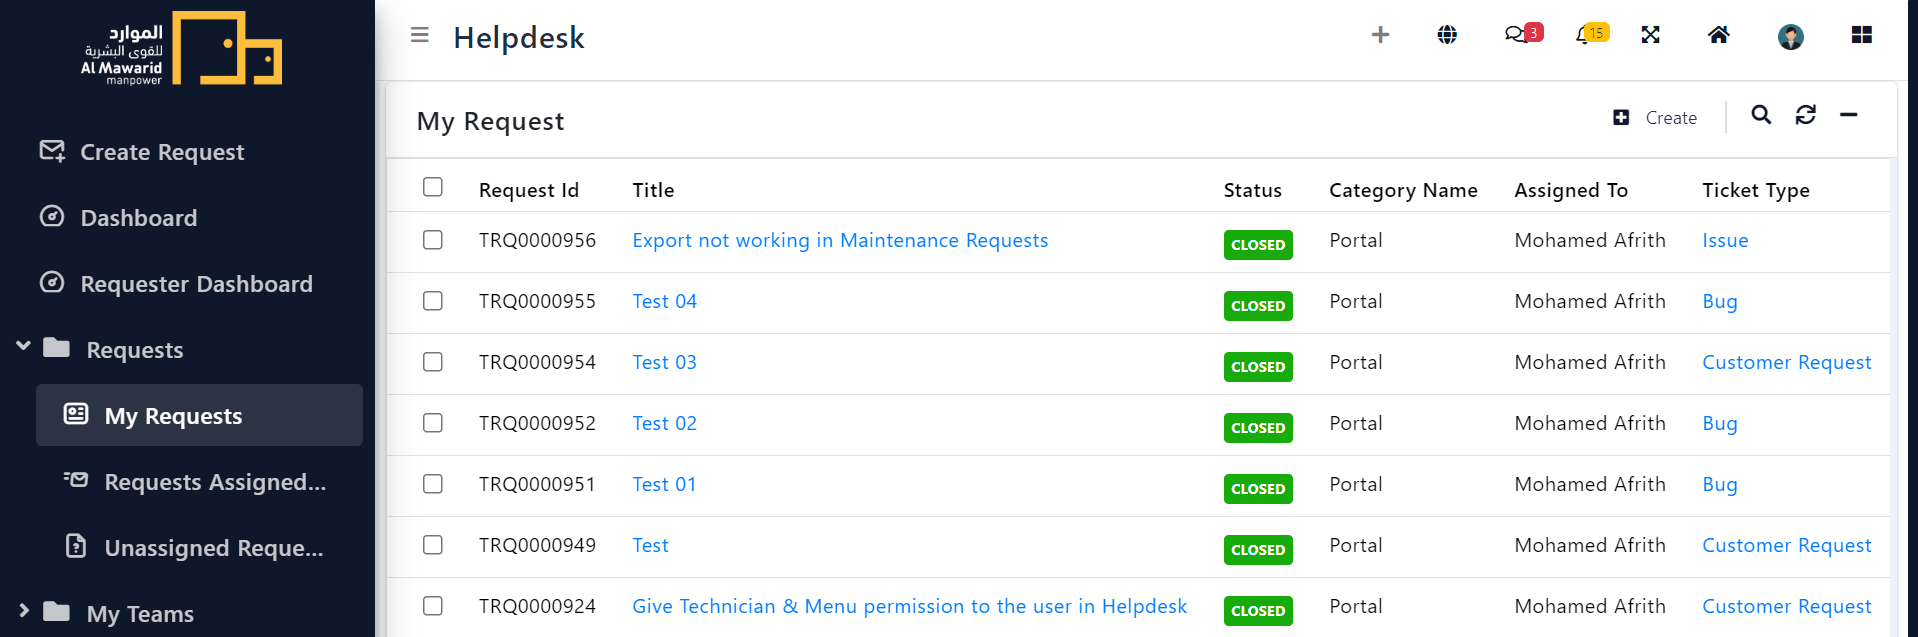 الموارد
للقوى البشرية
Al Mawarid
manpower
Create Request
Dashboard
Requester Dashboard
Requests
My Requests
Requests Assigned...
Unassigned Reque...
My Teams
Helpdesk
3
15
My Request
Create
Request Id Title Status Category Name Assigned To Ticket Type
TRQ0000956 Export not working in Maintenance Requests CLOSED Portal Mohamed Afrith Issue
TRQ0000955 Test 04 CLOSED Portal Mohamed Afrith Bug
TRQ0000954 Test 03 CLOSED Portal Mohamed Afrith Customer Request
TRQ0000952 Test 02 CLOSED Portal Mohamed Afrith Bug
TRQ0000951 Test 01 CLOSED Portal Mohamed Afrith Bug
TRQ0000949 Test CLOSED Portal Mohamed Afrith Customer Request
TRQ0000924 Give Technician & Menu permission to the user in Helpdesk CLOSED Portal Mohamed Afrith Customer Request